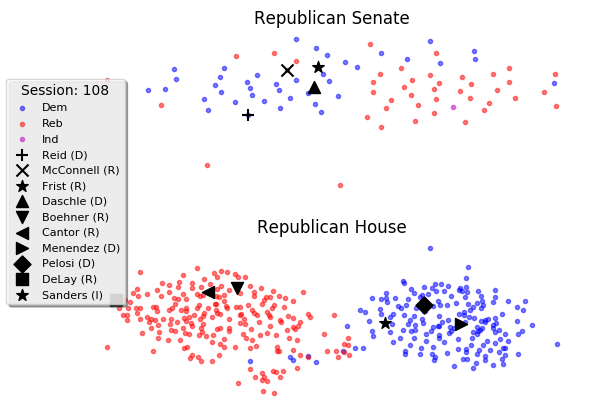 Republican Senate
Session: 108
Dem
Reb
Ind
Reid (D)
McConnell (R)
Frist (R)
Daschle (D)
Boehner (R)
Cantor (R)
Menendez (D)
Pelosi (D)
DeLay (R)
Sanders (I)
Republican House